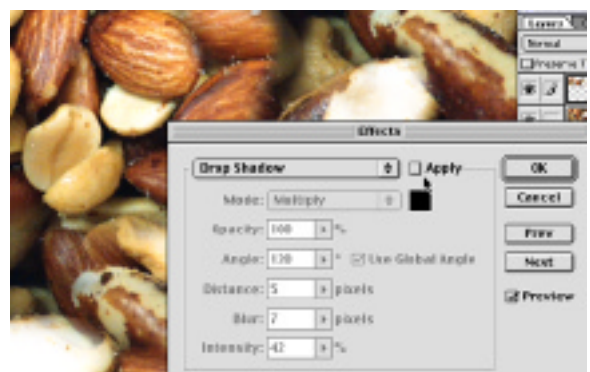 Layers
Normal
Preserve T
Effects
Drop Shadow
Apply
OK
Mode: Multiply
Cancel
Opacity: 100 %
Prev
Angle: 120 ° Use Global Angle
Next
Distance: 5 pixels
Preview
Blur: 7 pixels
Intensity: 42 %